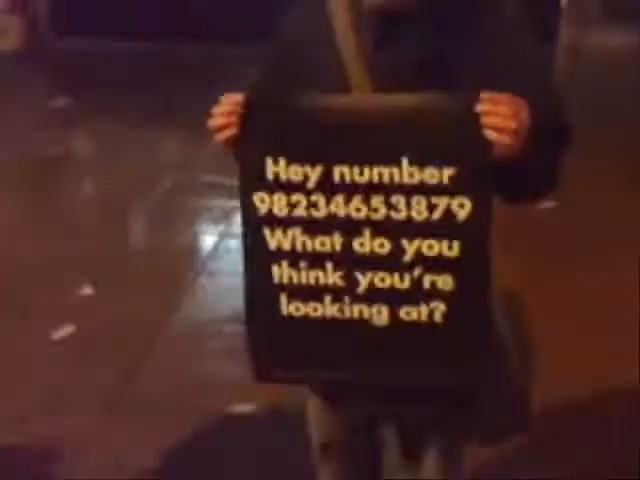 Hey number
98234653879
What do you
think you're
looking at?